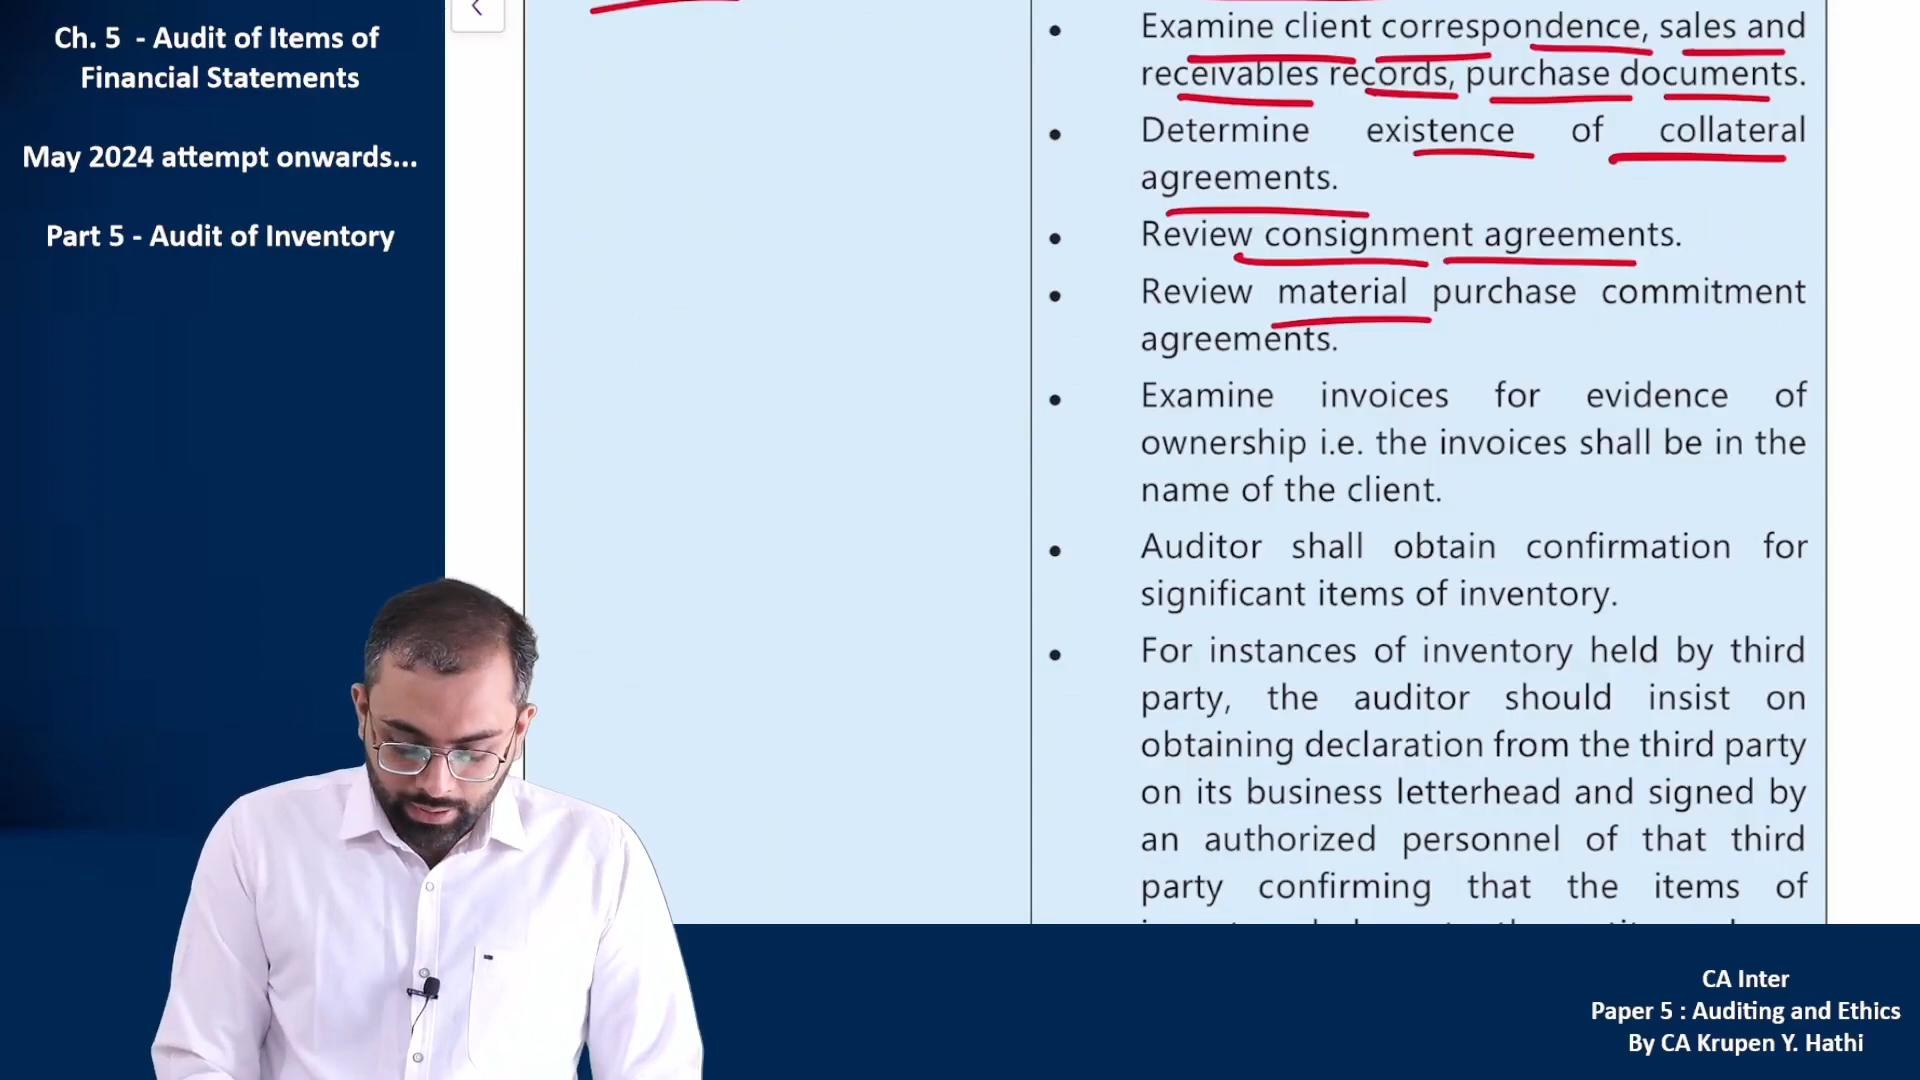 Ch. 5 - Audit of Items of
Financial Statements
May 2024 attempt onwards...
Part 5 - Audit of Inventory
• Examine client correspondence, sales and
receivables records, purchase documents.
• Determine existence of collateral
agreements.
• Review consignment agreements.
• Review material purchase commitment
agreements.
• Examine invoices for evidence of
ownership i.e. the invoices shall be in the
name of the client.
• Auditor shall obtain confirmation for
significant items of inventory.
• For instances of inventory held by third
party, the auditor should insist on
obtaining declaration from the third party
on its business letterhead and signed by
an authorized personnel of that third
party confirming that the items of
CA Inter
Paper 5 : Auditing and Ethics
By CA Krupen Y. Hathi